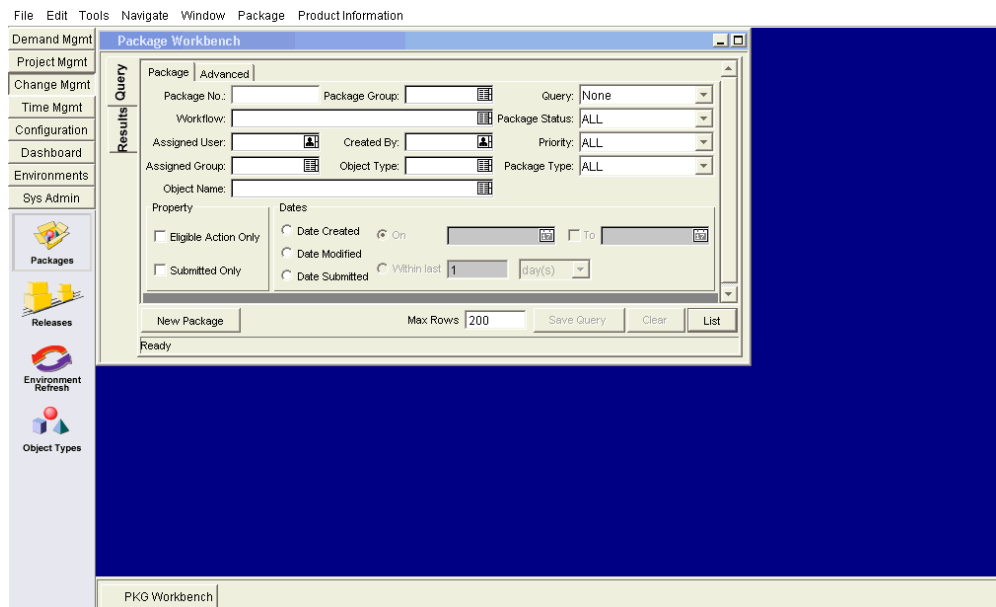 File Edit Tools Navigate Window Package Product Information
Demand Mgmt
Project Mgmt
Change Mgmt
Time Mgmt
Configuration
Dashboard
Environments
Sys Admin
Packages
Releases
Environment
Refresh
Object Types
Package Workbench
Query
Results
Package Advanced
Package No.: Package Group: Query: None
Workflow: Package Status: ALL
Assigned User: Created By: Priority: ALL
Assigned Group: Object Type: Package Type: ALL
Object Name:
Property Dates
Eligible Action Only Date Created On To
Date Modified
Submitted Only Date Submitted Within last 1 day(s)
New Package Max Rows 200 Save Query Clear List
Ready
PKG Workbench